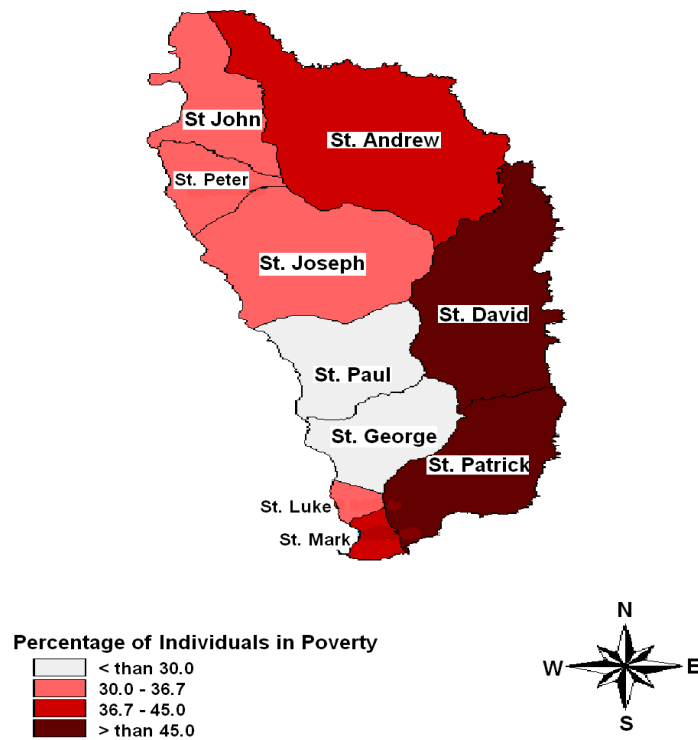 St John
St. Andrew
St. Peter
St. Joseph
St. David
St. Paul
St. George
St. Patrick
St. Luke
St. Mark
Percentage of Individuals in Poverty
< than 30.0
30.0 - 36.7
36.7 - 45.0
> than 45.0
N
W E
S